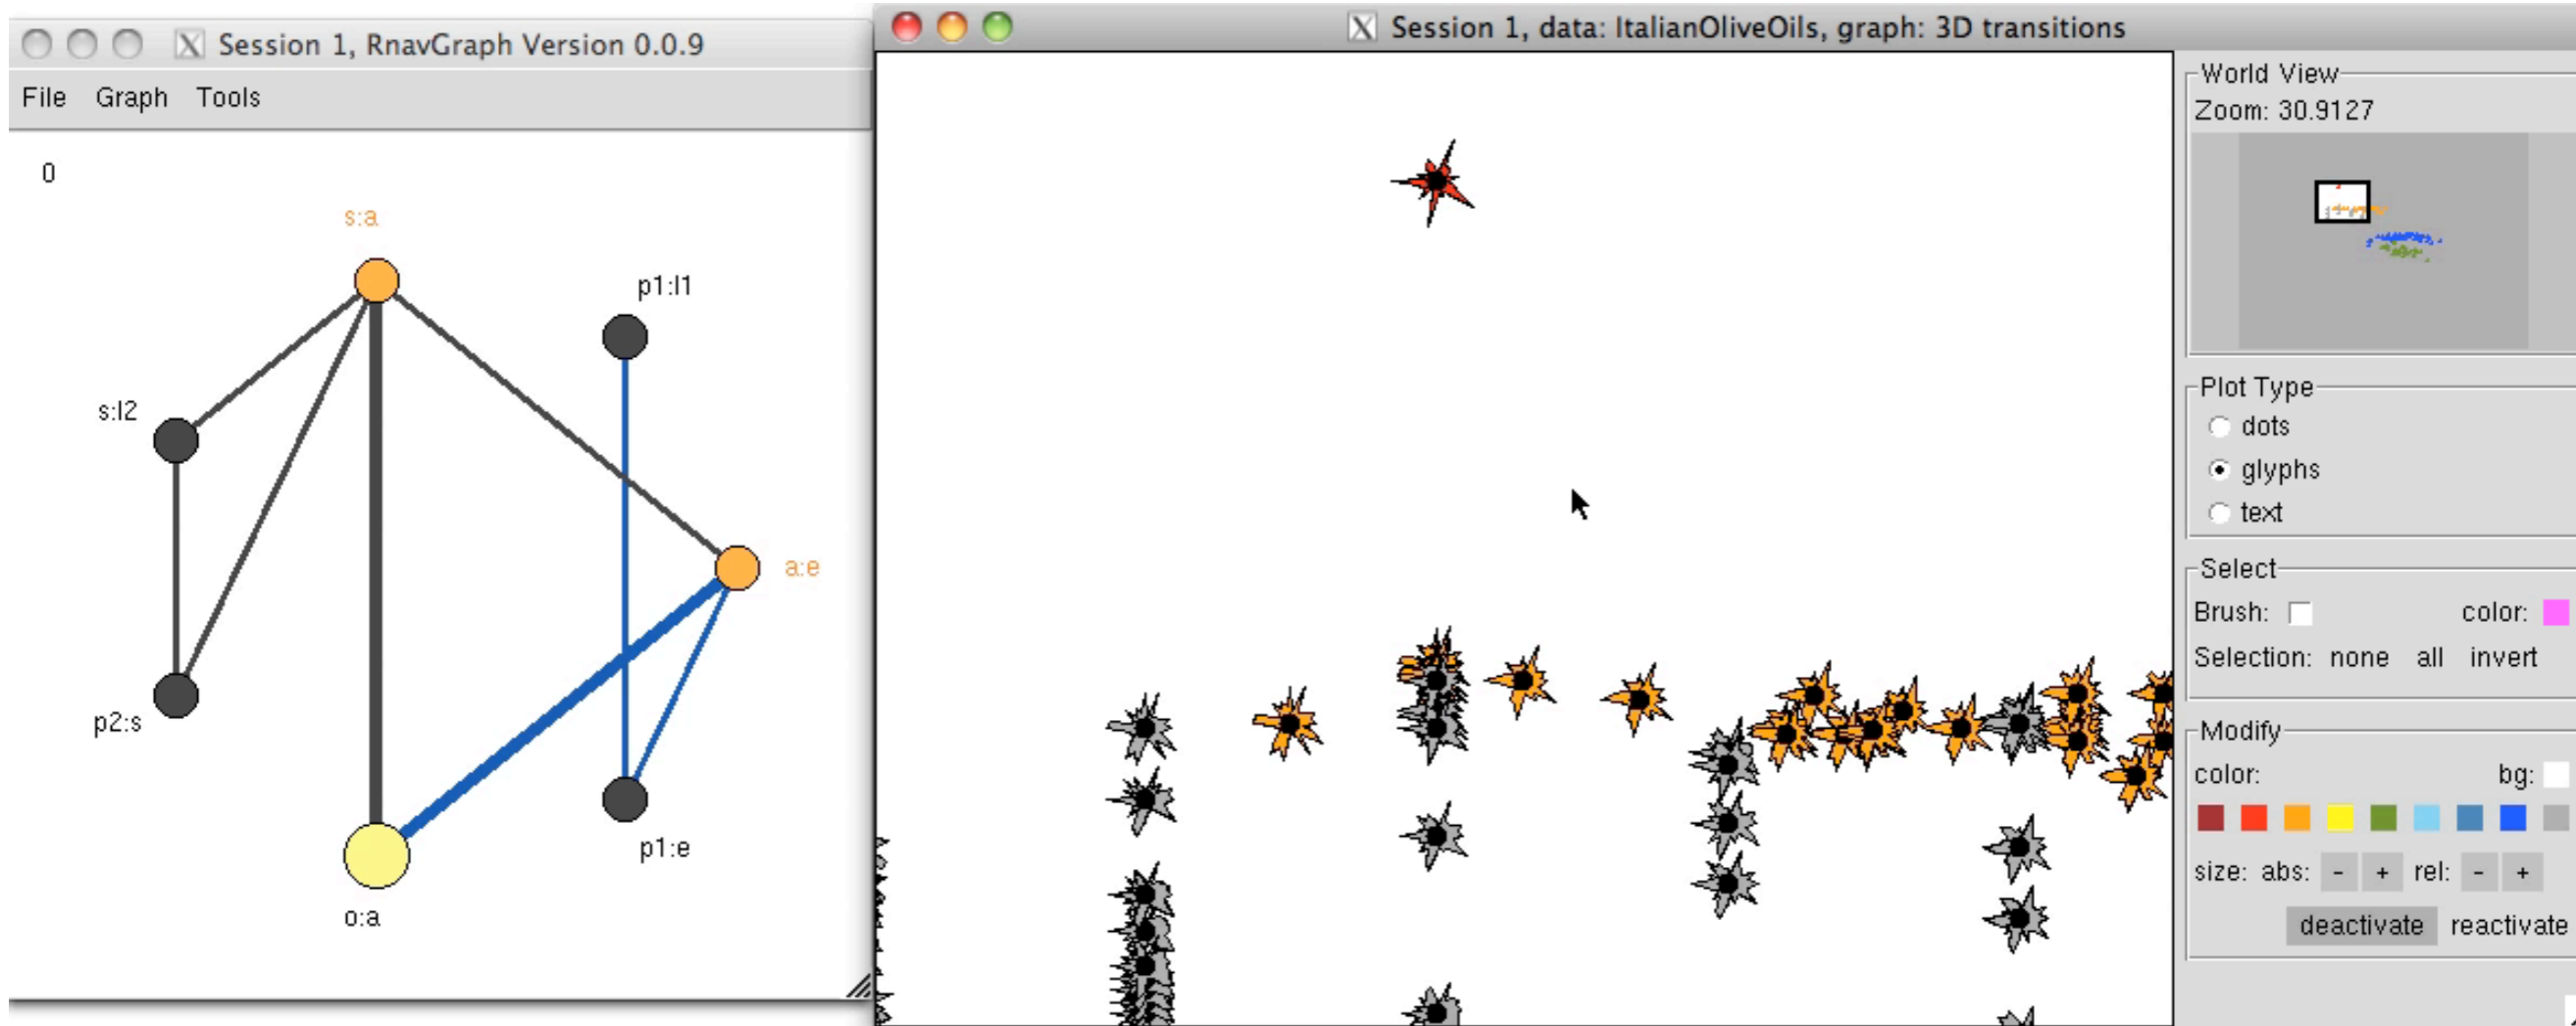 Session 1, RnavGraph Version 0.0.9
File Graph Tools
0
s:a
p1:l1
s:l2
a:e
p2:s
p1:e
o:a
Session 1, data: ItalianOliveOils, graph: 3D transitions
World View
Zoom: 30.9127
Plot Type
dots
glyphs
text
Select
Brush: color:
Selection: none all invert
Modify
color: bg:
size: abs: - + rel: - +
deactivate reactivate